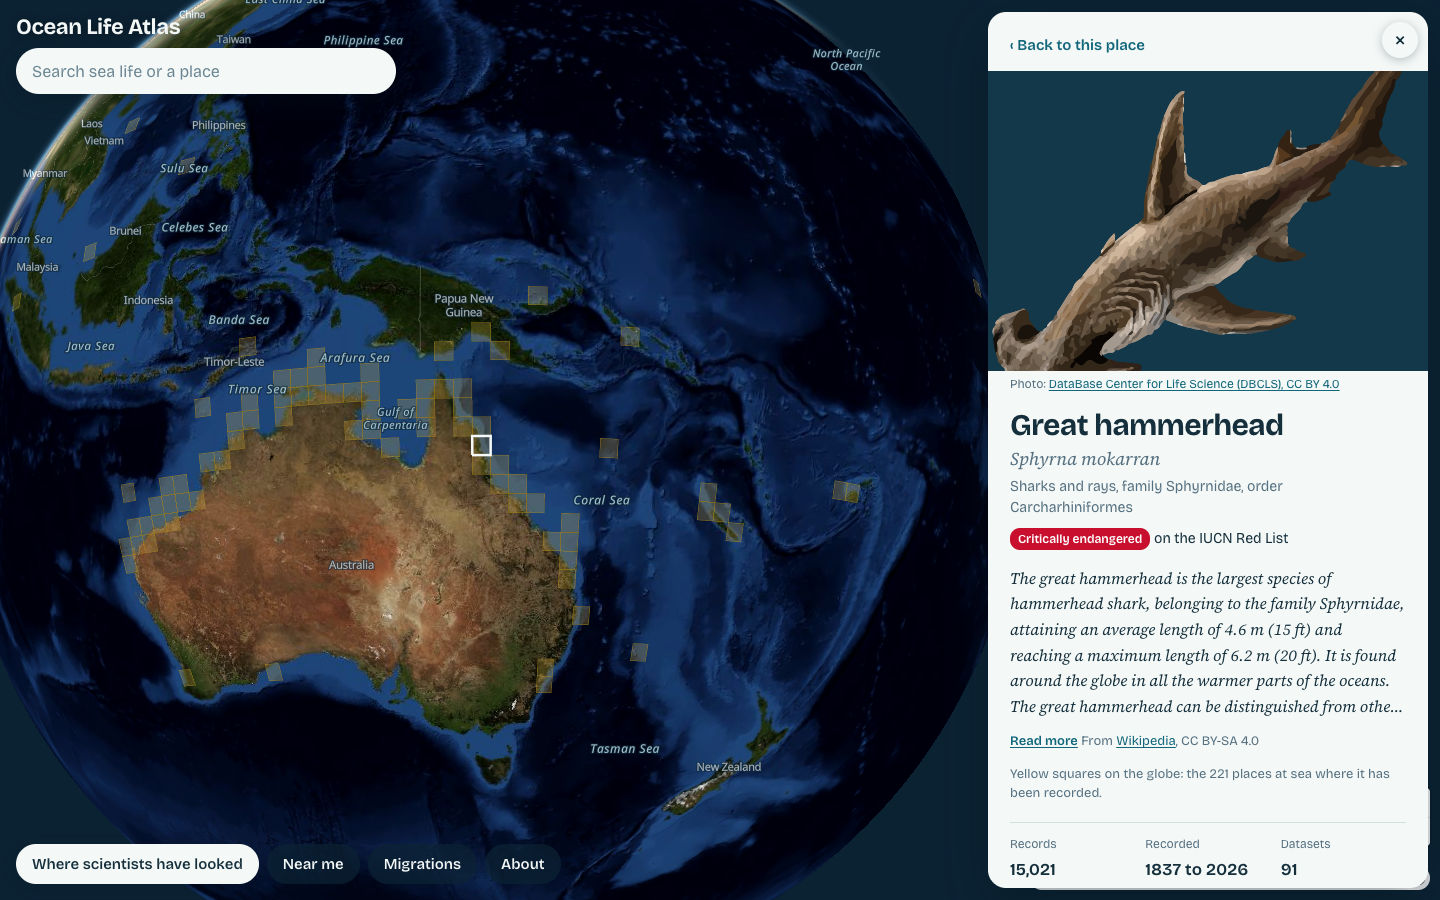 Ocean Life Atlas
Search sea life or a place
China
East China Sea
Taiwan
Philippine Sea
North Pacific
Ocean
Laos
Vietnam
Philippines
Myanmar
Sulu Sea
Brunei
Celebes Sea
aman Sea
Malaysia
Indonesia
Papua New
Guinea
Banda Sea
Java Sea
Timor-Leste
Arafura Sea
Timor Sea
Gulf of
Carpentaria
Coral Sea
Australia
Tasman Sea
New Zealand
Where scientists have looked
Near me
Migrations
About
‹ Back to this place
×
Photo: DataBase Center for Life Science (DBCLS), CC BY 4.0
Great hammerhead
Sphyrna mokarran
Sharks and rays, family Sphyrnidae, order
Carcharhiniformes
Critically endangered on the IUCN Red List
The great hammerhead is the largest species of
hammerhead shark, belonging to the family Sphyrnidae,
attaining an average length of 4.6 m (15 ft) and
reaching a maximum length of 6.2 m (20 ft). It is found
around the globe in all the warmer parts of the oceans.
The great hammerhead can be distinguished from othe...
Read more From Wikipedia, CC BY-SA 4.0
Yellow squares on the globe: the 221 places at sea where it has
been recorded.
Records Recorded Datasets
15,021 1837 to 2026 91